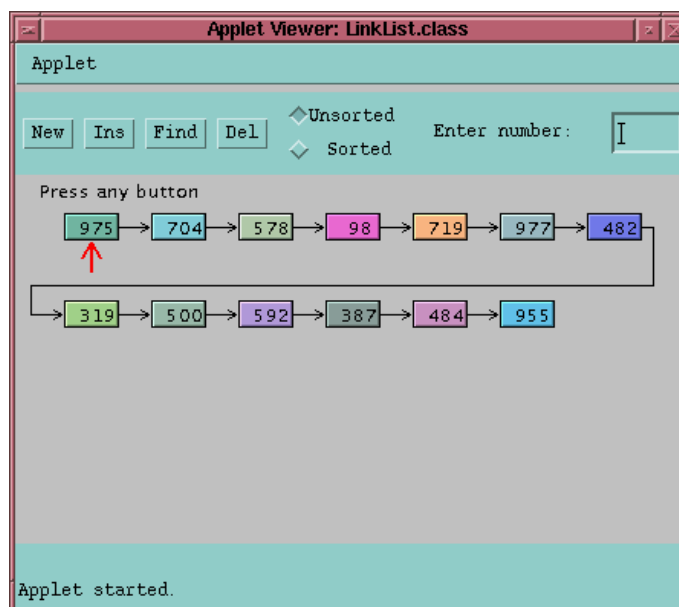 Applet Viewer: LinkList.class
Applet
New Ins Find Del Unsorted Sorted Enter number:
Press any button
975 704 578 98 719 977 482
319 500 592 387 484 955
Applet started.